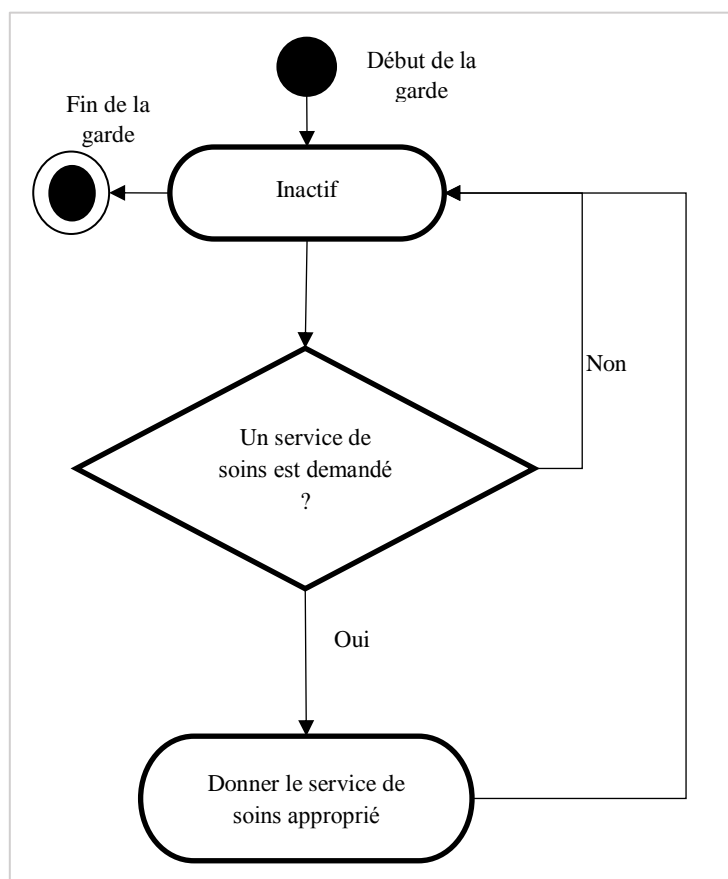 Début de la
garde
Fin de la
garde
Inactif
Non
Un service de
soins est demandé
?
Oui
Donner le service de
soins approprié